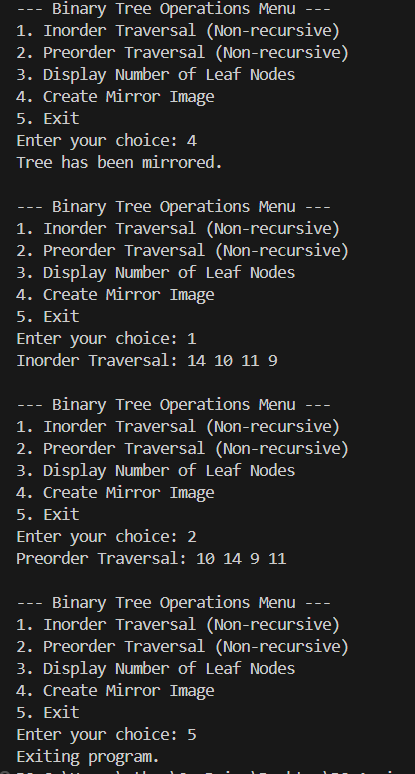 --- Binary Tree Operations Menu ---
1. Inorder Traversal (Non-recursive)
2. Preorder Traversal (Non-recursive)
3. Display Number of Leaf Nodes
4. Create Mirror Image
5. Exit
Enter your choice: 4
Tree has been mirrored.

--- Binary Tree Operations Menu ---
1. Inorder Traversal (Non-recursive)
2. Preorder Traversal (Non-recursive)
3. Display Number of Leaf Nodes
4. Create Mirror Image
5. Exit
Enter your choice: 1
Inorder Traversal: 14 10 11 9

--- Binary Tree Operations Menu ---
1. Inorder Traversal (Non-recursive)
2. Preorder Traversal (Non-recursive)
3. Display Number of Leaf Nodes
4. Create Mirror Image
5. Exit
Enter your choice: 2
Preorder Traversal: 10 14 9 11

--- Binary Tree Operations Menu ---
1. Inorder Traversal (Non-recursive)
2. Preorder Traversal (Non-recursive)
3. Display Number of Leaf Nodes
4. Create Mirror Image
5. Exit
Enter your choice: 5
Exiting program.